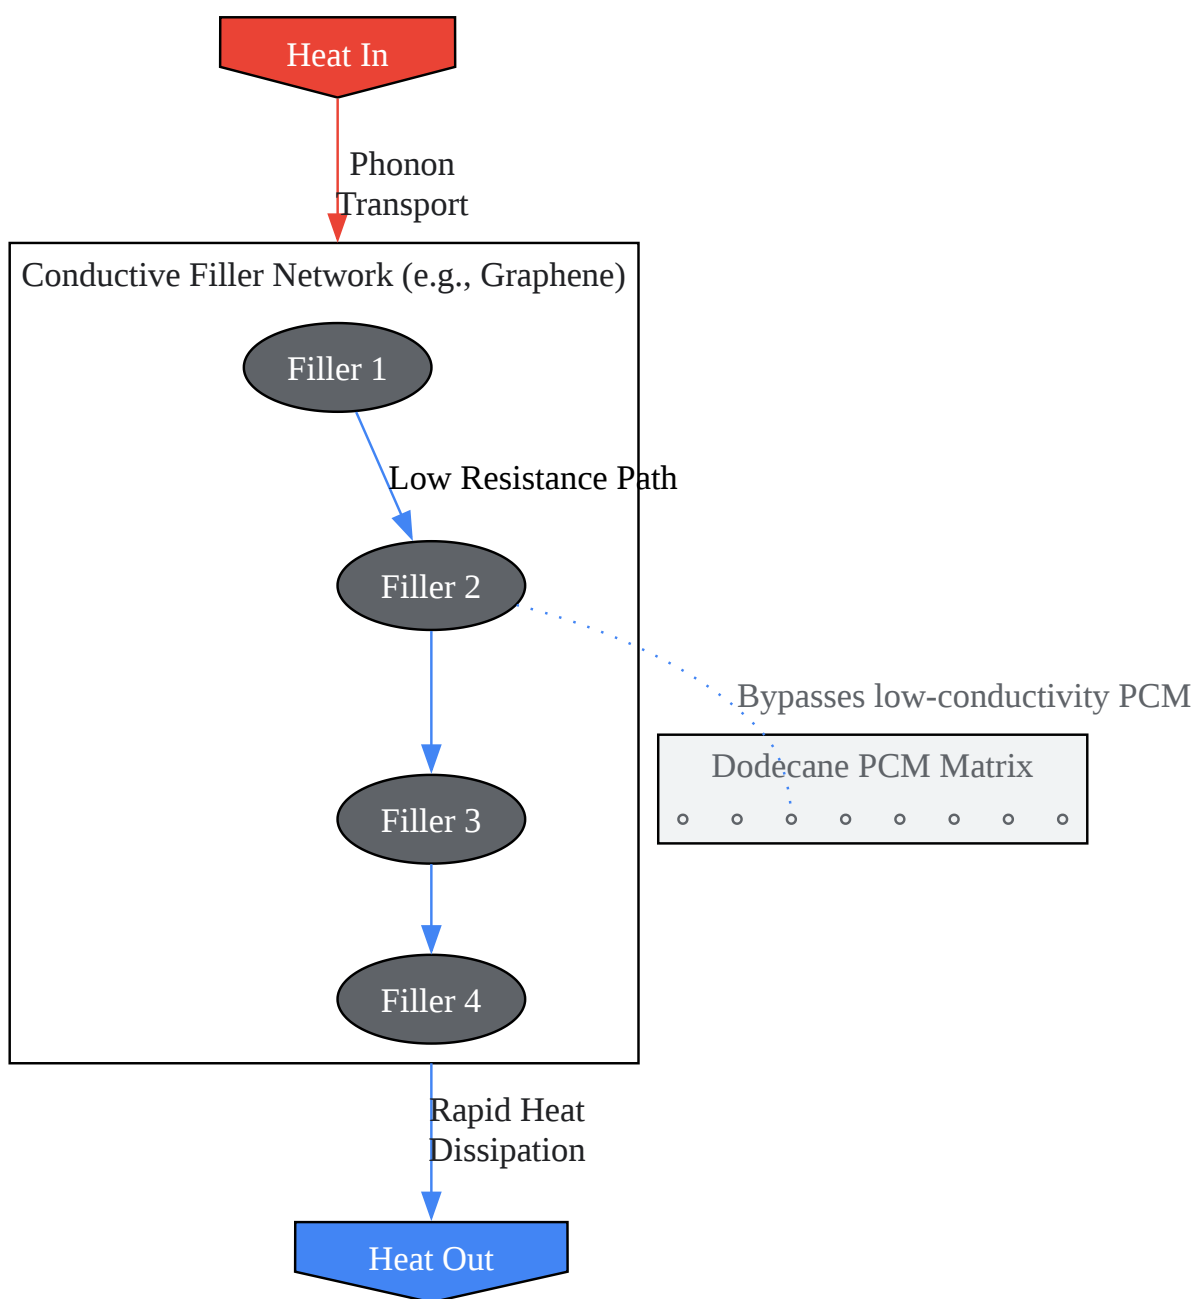 Heat In
Phonon
Transport
Conductive Filler Network (e.g., Graphene)
Filler 1
Low Resistance Path
Filler 2
Bypasses low-conductivity PCM
Dodecane PCM Matrix
Filler 3
Filler 4
Rapid Heat
Dissipation
Heat Out